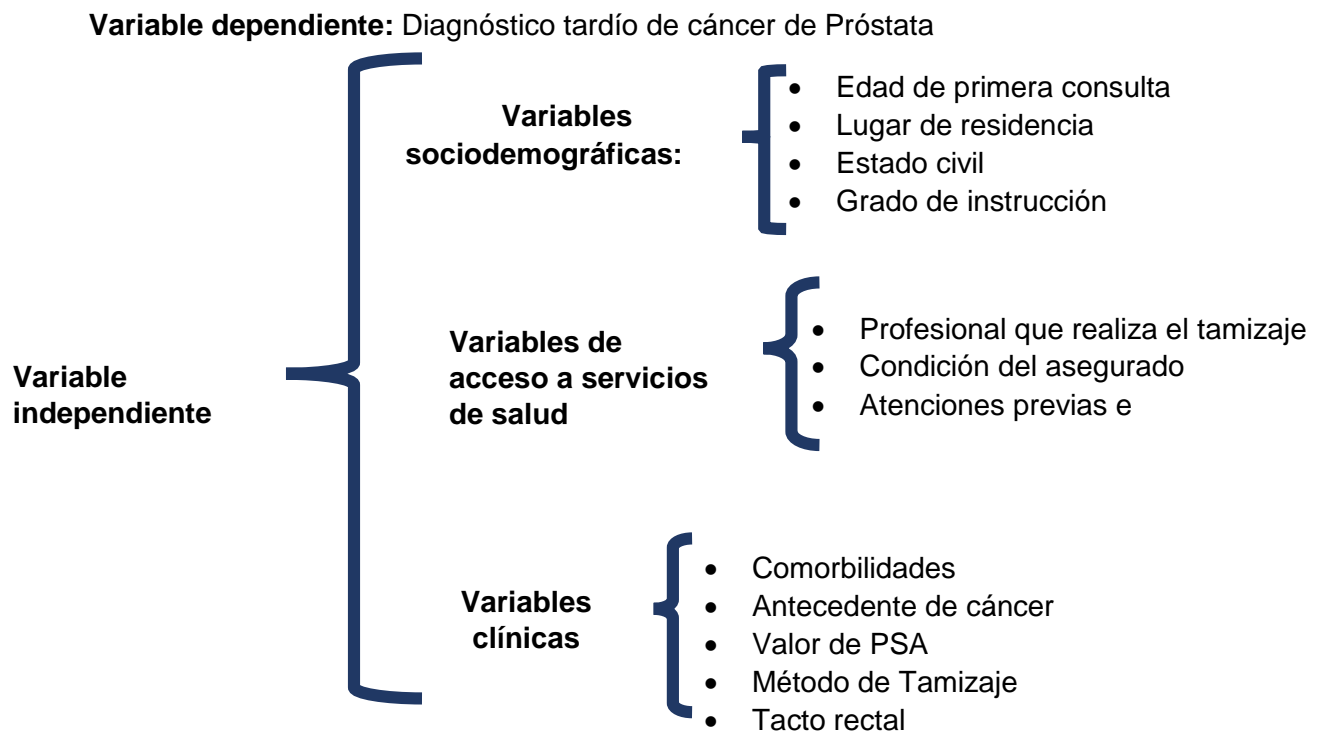 Variable dependiente: Diagnóstico tardío de cáncer de Próstata
Variable
independiente
Variables
sociodemográficas:
• Edad de primera consulta
• Lugar de residencia
• Estado civil
• Grado de instrucción
Variables de
acceso a servicios
de salud
• Profesional que realiza el tamizaje
• Condición del asegurado
• Atenciones previas e
Variables
clínicas
• Comorbilidades
• Antecedente de cáncer
• Valor de PSA
• Método de Tamizaje
• Tacto rectal